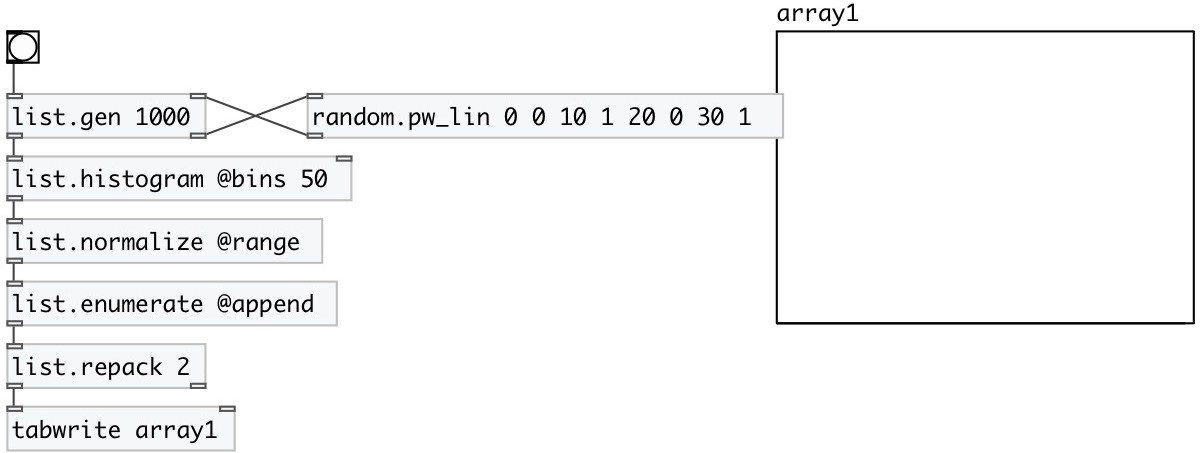 array1
list.gen 1000
random.pw_lin 0 0 10 1 20 0 30 1
list.histogram @bins 50
list.normalize @range
list.enumerate @append
list.repack 2
tabwrite array1